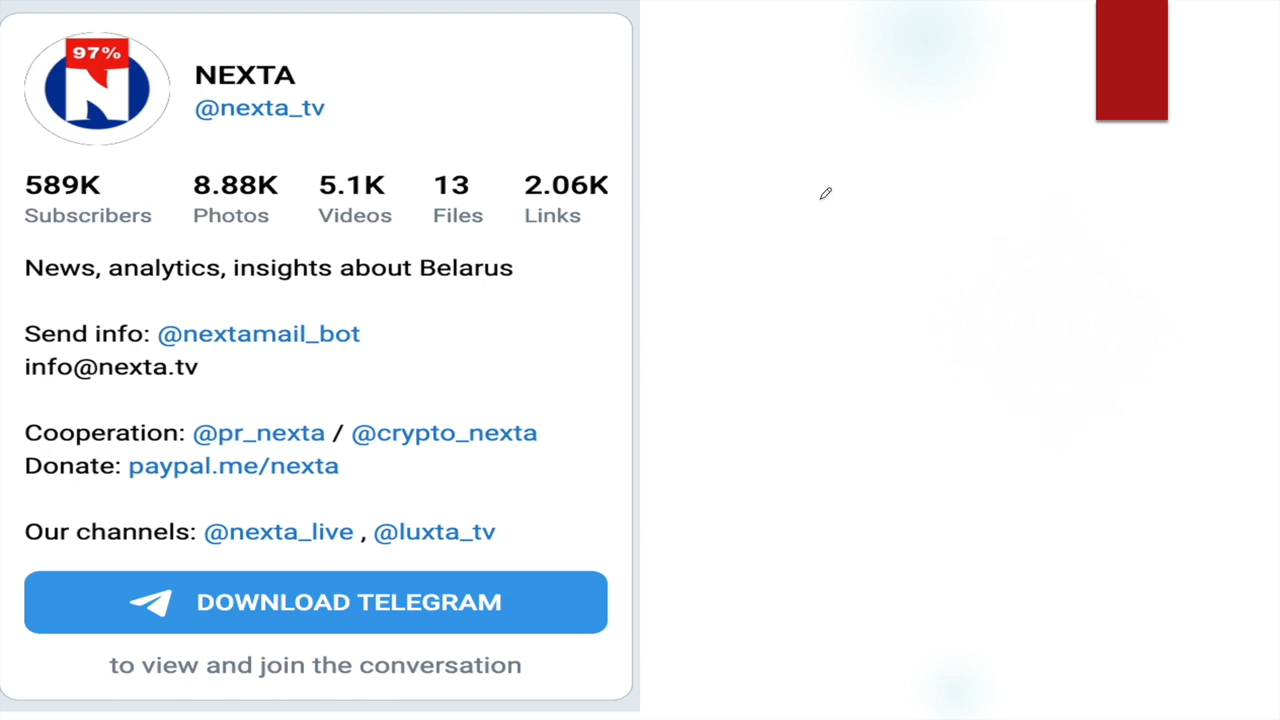 97%
N
NEXTA
@nexta_tv
589K 8.88K 5.1K 13 2.06K
Subscribers Photos Videos Files Links
News, analytics, insights about Belarus
Send info: @nextamail_bot
info@nexta.tv
Cooperation: @pr_nexta / @crypto_nexta
Donate: paypal.me/nexta
Our channels: @nexta_live , @luxta_tv
DOWNLOAD TELEGRAM
to view and join the conversation